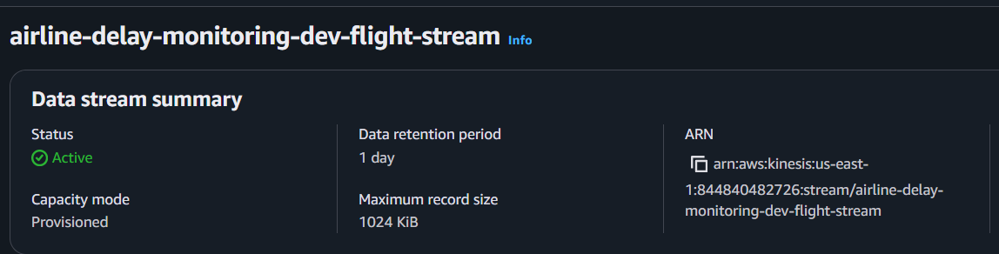 airline-delay-monitoring-dev-flight-stream Info
Data stream summary
Status
Active
Capacity mode
Provisioned
Data retention period
1 day
Maximum record size
1024 KiB
ARN
arn:aws:kinesis:us-east-
1:844840482726:stream/airline-delay-
monitoring-dev-flight-stream